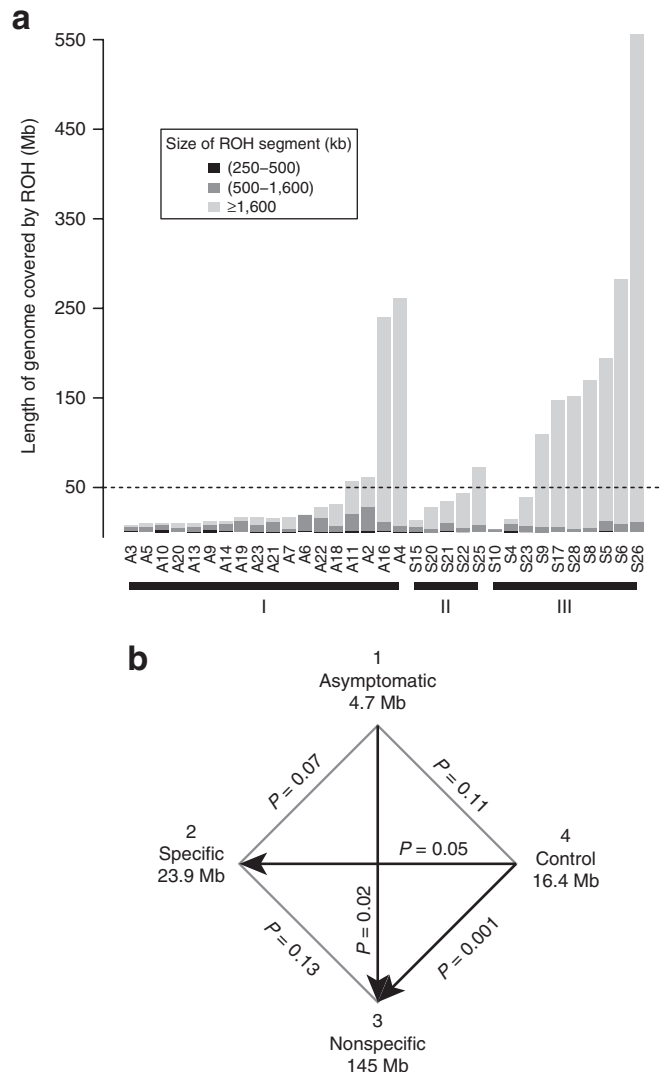 a
Length of genome covered by ROH (Mb)
550
450
350
250
150
50
Size of ROH segment (kb)
(250–500)
(500–1,600)
≥1,600
A3 A5 A10 A20 A13 A9 A14 A19 A23 A21 A7 A6 A22 A18 A11 A2 A16 A4 S15 S20 S21 S22 S25 S10 S4 S23 S9 S17 S28 S8 S5 S6 S26
I II III
b
1
Asymptomatic
4.7 Mb
P = 0.07
P = 0.11
2
Specific
23.9 Mb
P = 0.05
4
Control
16.4 Mb
P = 0.02
P = 0.13
P = 0.001
3
Nonspecific
145 Mb